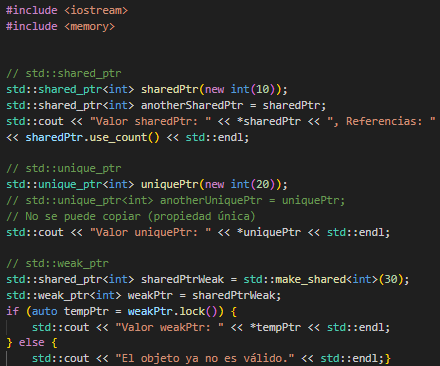 #include <iostream>
#include <memory>
// std::shared_ptr
std::shared_ptr<int> sharedPtr(new int(10));
std::shared_ptr<int> anotherSharedPtr = sharedPtr;
std::cout << "Valor sharedPtr: " << *sharedPtr << ", Referencias: "
<< sharedPtr.use_count() << std::endl;
// std::unique_ptr
std::unique_ptr<int> uniquePtr(new int(20));
// std::unique_ptr<int> anotherUniquePtr = uniquePtr;
// No se puede copiar (propiedad única)
std::cout << "Valor uniquePtr: " << *uniquePtr << std::endl;
// std::weak_ptr
std::shared_ptr<int> sharedPtrWeak = std::make_shared<int>(30);
std::weak_ptr<int> weakPtr = sharedPtrWeak;
if (auto tempPtr = weakPtr.lock()) {
    std::cout << "Valor weakPtr: " << *tempPtr << std::endl;
} else {
    std::cout << "El objeto ya no es válido." << std::endl;}